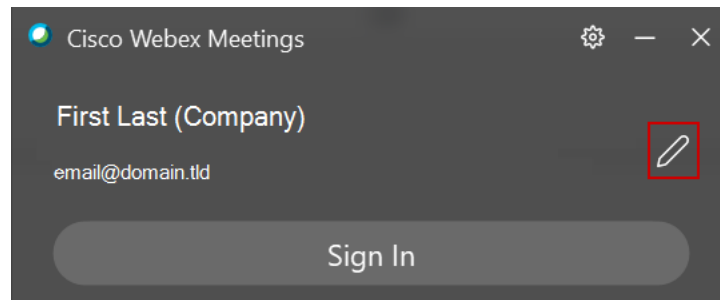 Cisco Webex Meetings
First Last (Company)
email@domain.tld
Sign In